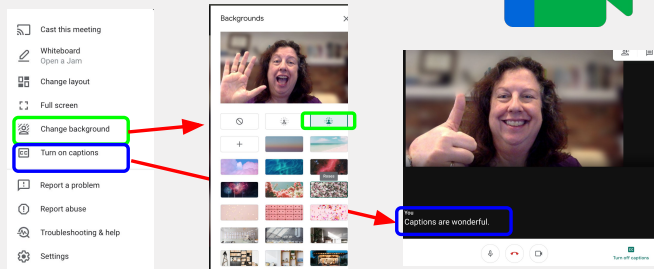 Cast this meeting
Whiteboard
Open a Jam
Change layout
Full screen
Change background
CC
Turn on captions
Report a problem
Report abuse
Troubleshooting & help
Settings
Backgrounds
You
Captions are wonderful.
Turn off captions